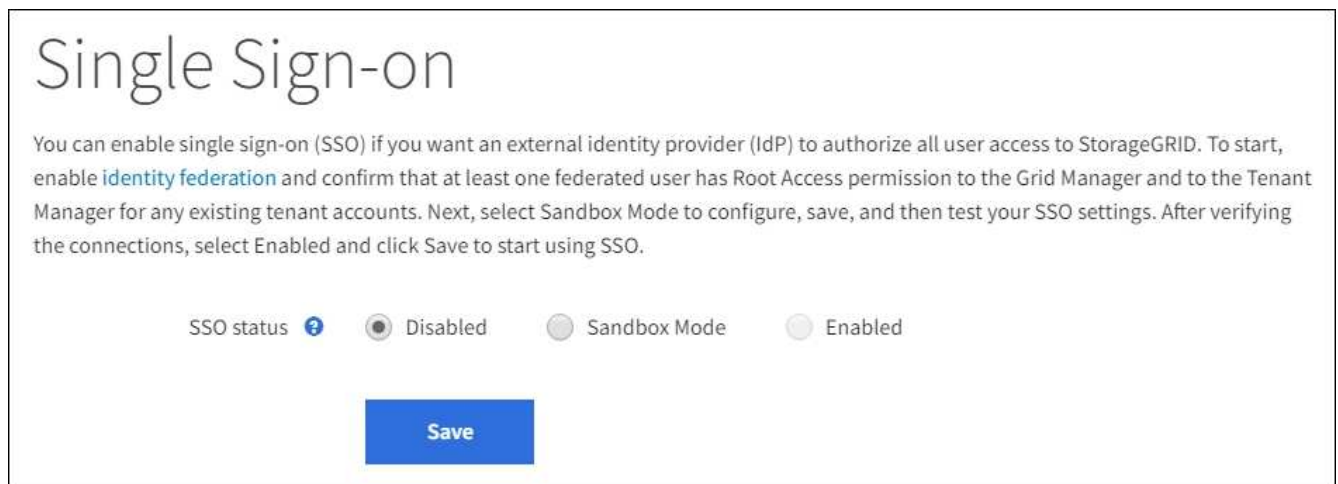 Single Sign-on
You can enable single sign-on (SSO) if you want an external identity provider (IdP) to authorize all user access to StorageGRID. To start,
enable identity federation and confirm that at least one federated user has Root Access permission to the Grid Manager and to the Tenant
Manager for any existing tenant accounts. Next, select Sandbox Mode to configure, save, and then test your SSO settings. After verifying
the connections, select Enabled and click Save to start using SSO.
SSO status ? Disabled Sandbox Mode Enabled
Save